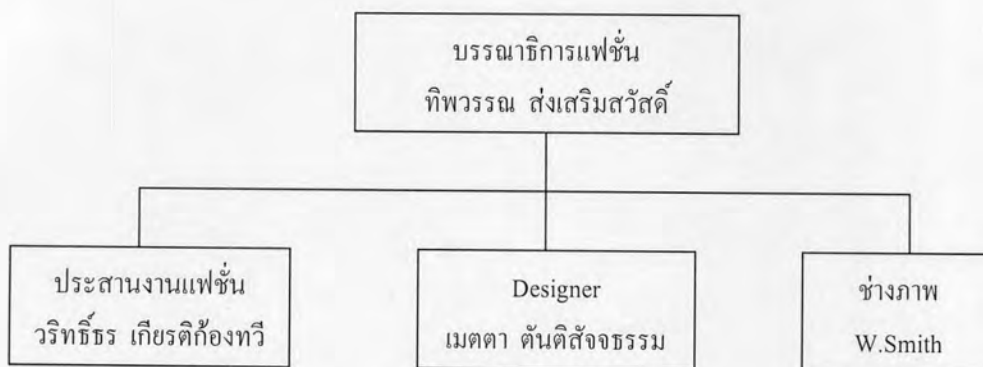 บรรณาธิการแฟชั่น
ทิพวรรณ ส่งเสริมสวัสดิ์
ประสานงานแฟชั่น
วริทธิ์ธร เกียรติก้องทวี
Designer
เมตตา ตันติสัจจธรรม
ช่างภาพ
W.Smith